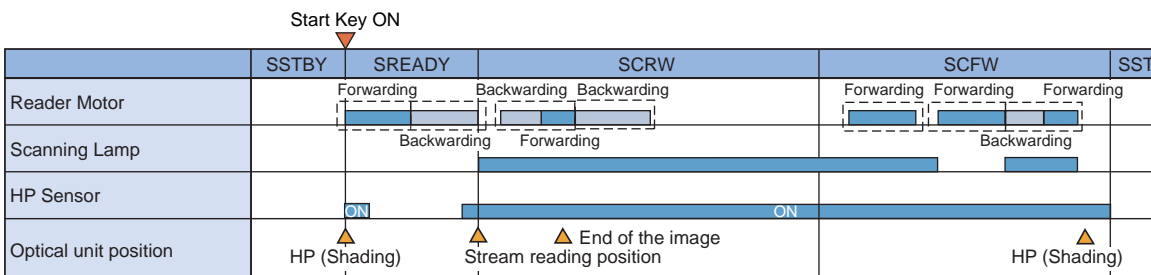 Start Key ON
SSTBY SREADY SCRW SCFW SST
Forwarding Backwarding Backwarding Forwarding Forwarding Forwarding
Reader Motor
Backwarding Forwarding Backwarding
Scanning Lamp
HP Sensor
ON ON
Optical unit position
End of the image
HP (Shading) Stream reading position HP (Shading)